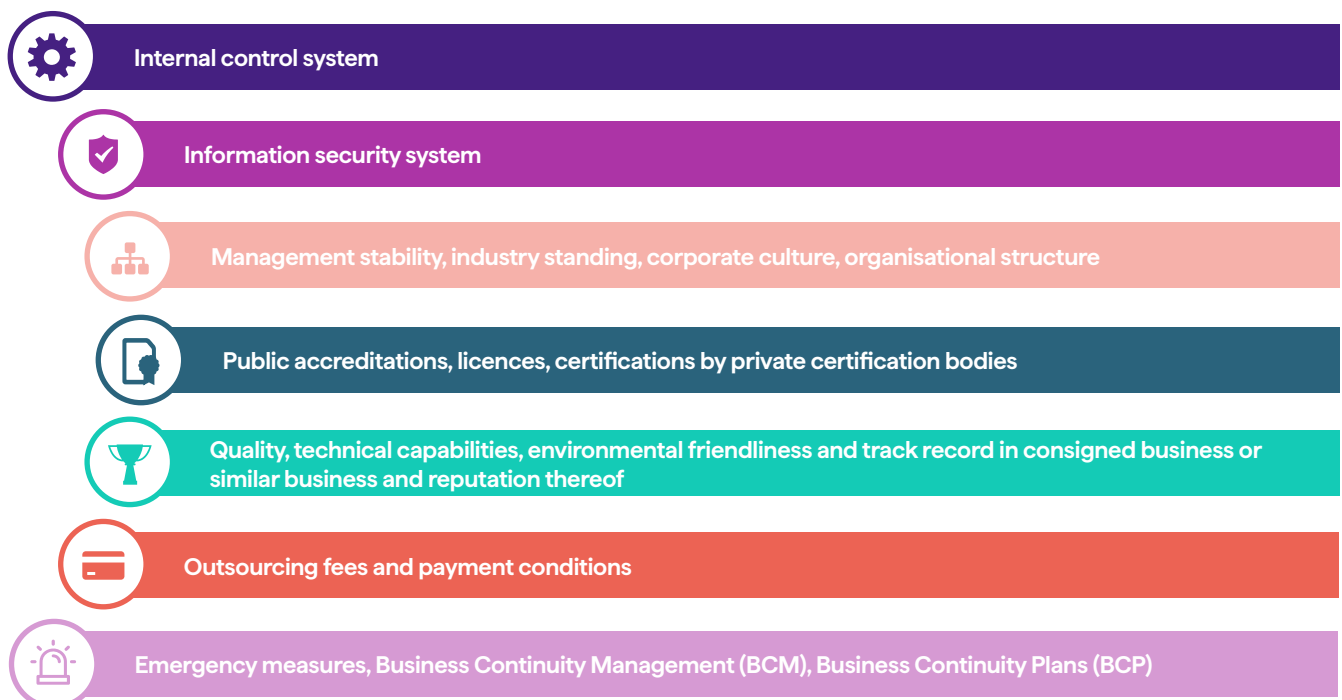 Internal control system
Information security system
Management stability, industry standing, corporate culture, organisational structure
Public accreditations, licences, certifications by private certification bodies
Quality, technical capabilities, environmental friendliness and track record in consigned business or
similar business and reputation thereof
Outsourcing fees and payment conditions
Emergency measures, Business Continuity Management (BCM), Business Continuity Plans (BCP)